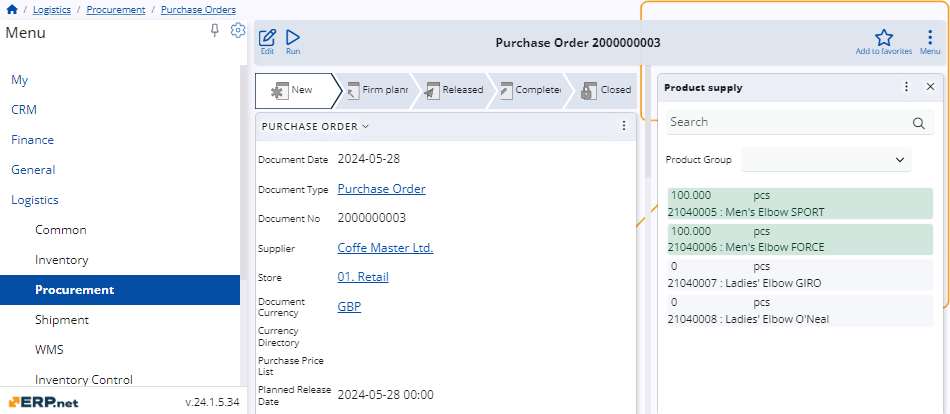 / Logistics / Procurement / Purchase Orders
Menu
My
CRM
Finance
General
Logistics
Common
Inventory
Procurement
Shipment
WMS
Inventory Control
ERP.net
v.24.1.5.34
Edit
Run
Purchase Order 2000000003
Add to favorites
Menu
New
Firm planr
Released
Complete
Closed
PURCHASE ORDER
Document Date 2024-05-28
Document Type Purchase Order
Document No 2000000003
Supplier Coffe Master Ltd.
Store 01. Retail
Document
Currency
GBP
Currency
Directory
Purchase Price
List
Planned Release
Date
2024-05-28 00:00
Product supply
Search
Product Group
100.000 pcs
21040005 : Men's Elbow SPORT
100.000 pcs
21040006 : Men's Elbow FORCE
0 pcs
21040007 : Ladies' Elbow GIRO
0 pcs
21040008 : Ladies' Elbow O'Neal